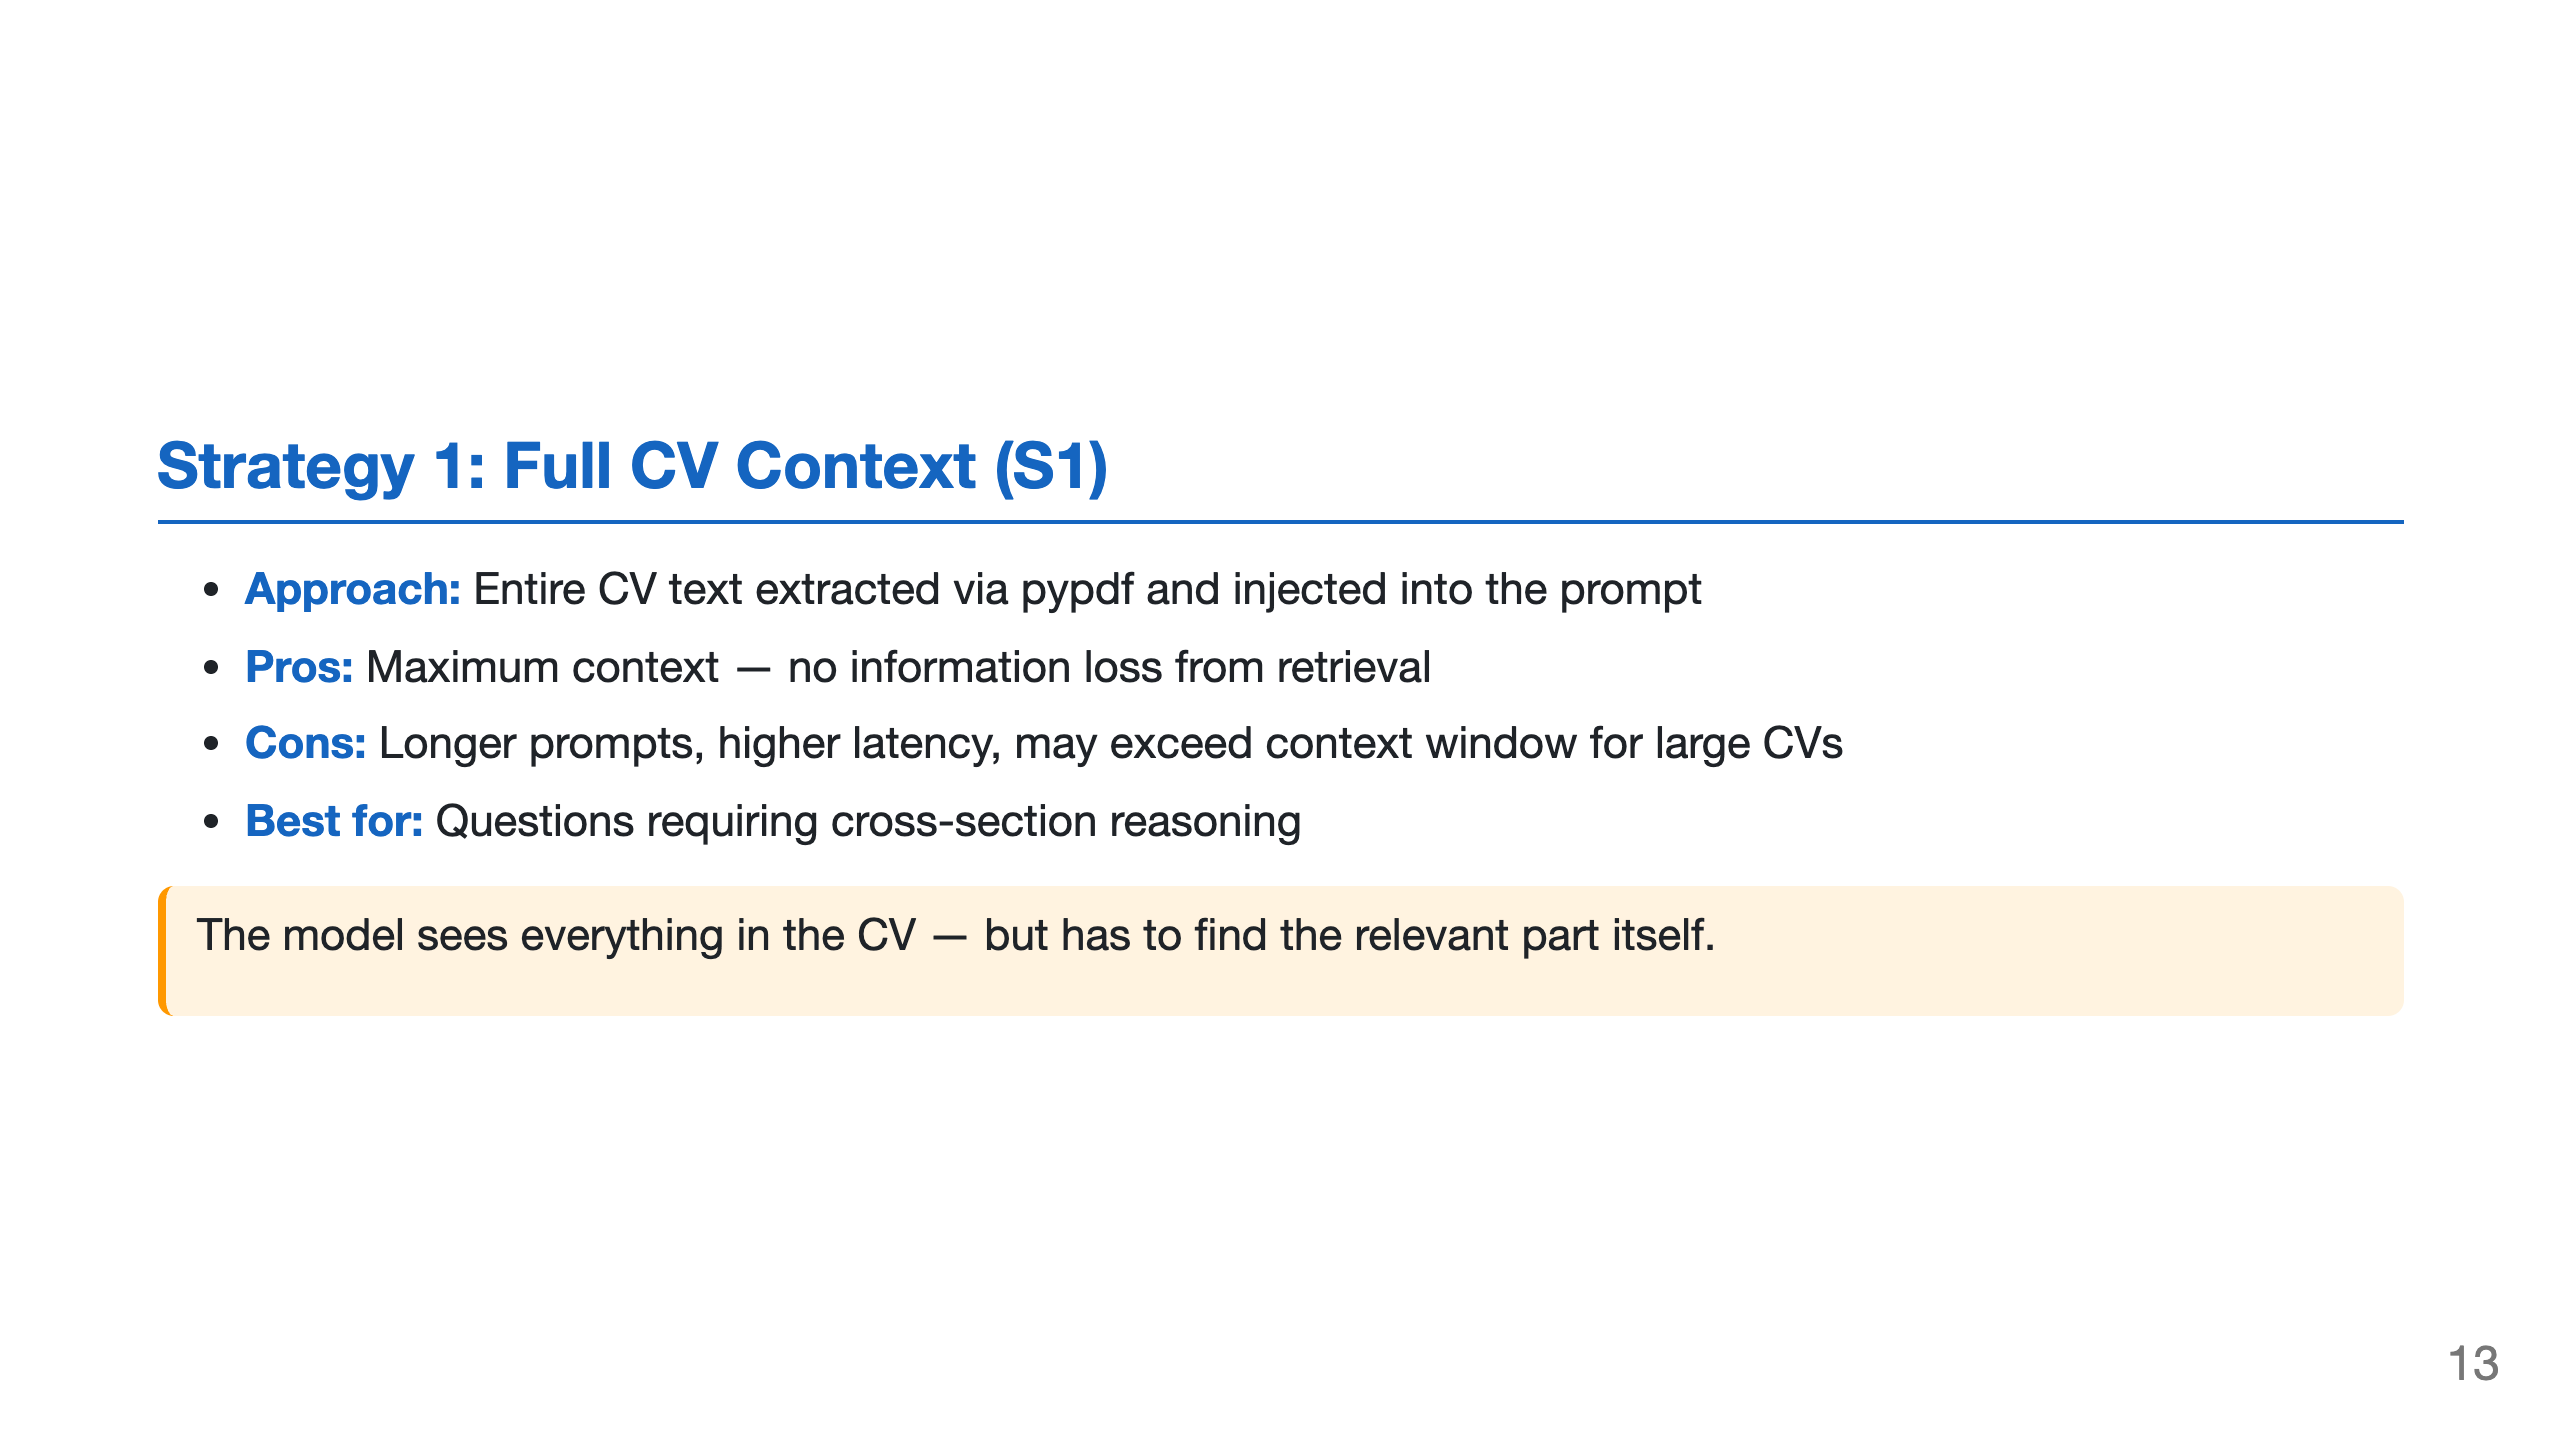 Strategy 1: Full CV Context (S1)
• Approach: Entire CV text extracted via pypdf and injected into the prompt
• Pros: Maximum context — no information loss from retrieval
• Cons: Longer prompts, higher latency, may exceed context window for large CVs
• Best for: Questions requiring cross-section reasoning
The model sees everything in the CV — but has to find the relevant part itself.
13